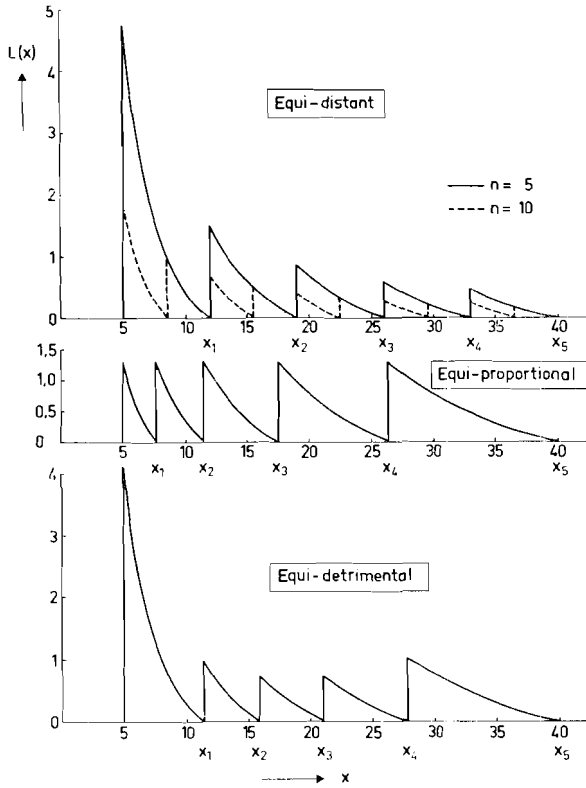 5
L(x)
4
Equi-distant
3
n = 5
n = 10
2
1
0
5 10 15 20 25 30 35 40
x₁ x₂ x₃ x₄ x₅
1.5
Equi-proportional
1.0
0.5
0
5 10 15 20 25 30 35 40
x₁ x₂ x₃ x₄ x₅
4
3
Equi-detrimental
2
1
0
5 10 15 20 25 30 35 40
x₁ x₂ x₃ x₄ x₅
x